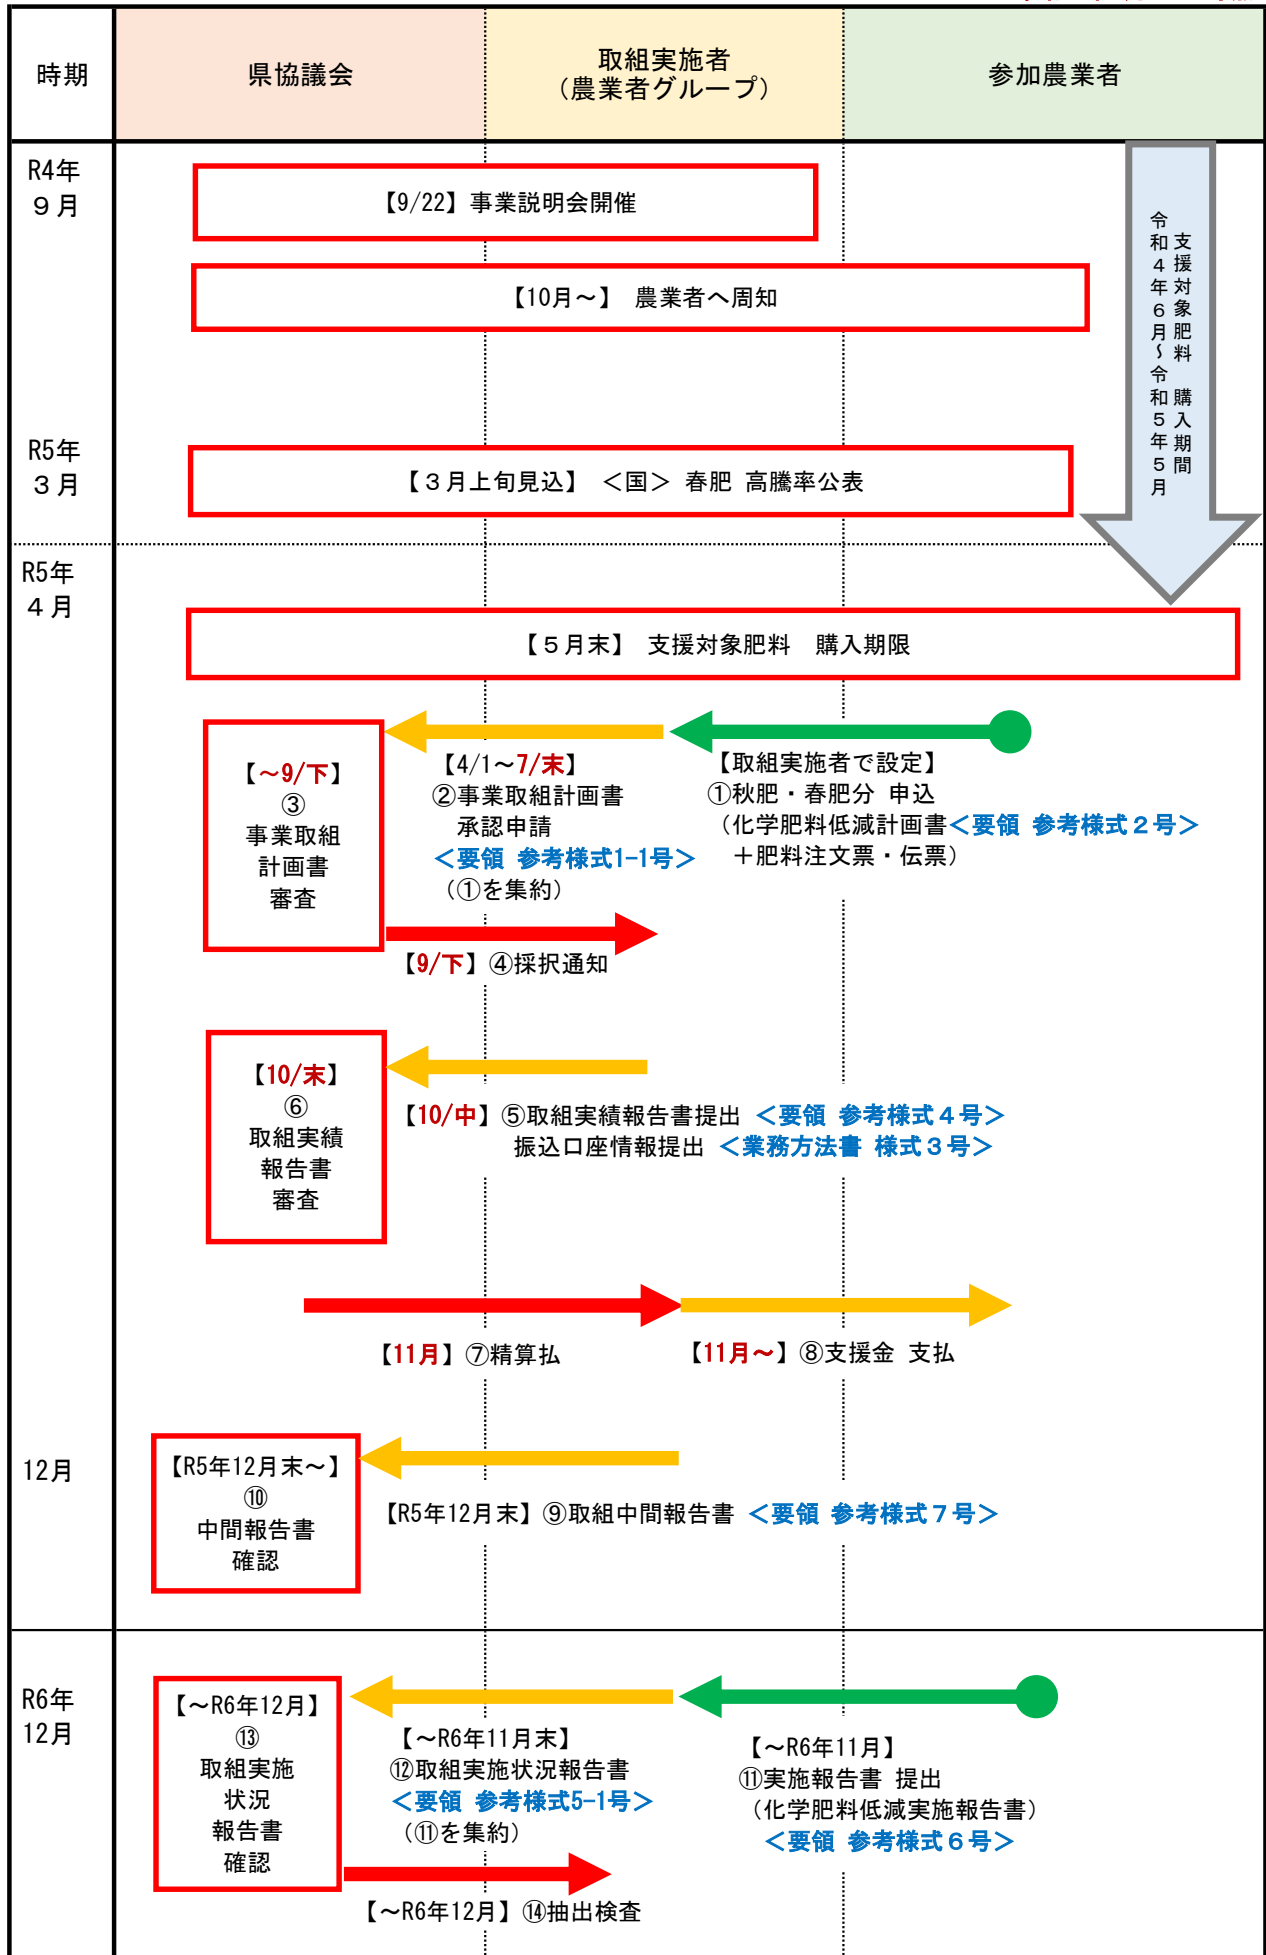 時期
県協議会
取組実施者
(農業者グループ)
参加農業者
R4年
９月
【9/22】事業説明会開催
【10月～】 農業者へ周知
支援対象肥料　購入期間
令和４年６月～令和５年５月
R5年
３月
【３月上旬見込】 ＜国＞ 春肥 高騰率公表
R5年
４月
【５月末】 支援対象肥料　購入期限
【～9/下】
③
事業取組
計画書
審査
【4/1～7/末】
②事業取組計画書
承認申請
＜要領 参考様式1-1号＞
(①を集約)
【取組実施者で設定】
①秋肥・春肥分 申込
(化学肥料低減計画書＜要領 参考様式２号＞
＋肥料注文票・伝票)
【9/下】④採択通知
【10/末】
⑥
取組実績
報告書
審査
【10/中】⑤取組実績報告書提出 ＜要領 参考様式４号＞
振込口座情報提出 ＜業務方法書 様式３号＞
【11月】⑦精算払
【11月～】⑧支援金 支払
12月
【R5年12月末～】
⑩
中間報告書
確認
【R5年12月末】⑨取組中間報告書 ＜要領 参考様式７号＞
R6年
12月
【～R6年12月】
⑬
取組実施
状況
報告書
確認
【～R6年11月末】
⑫取組実施状況報告書
＜要領 参考様式5-1号＞
(⑪を集約)
【～R6年11月】
⑪実施報告書 提出
(化学肥料低減実施報告書)
＜要領 参考様式６号＞
【～R6年12月】⑭抽出検査